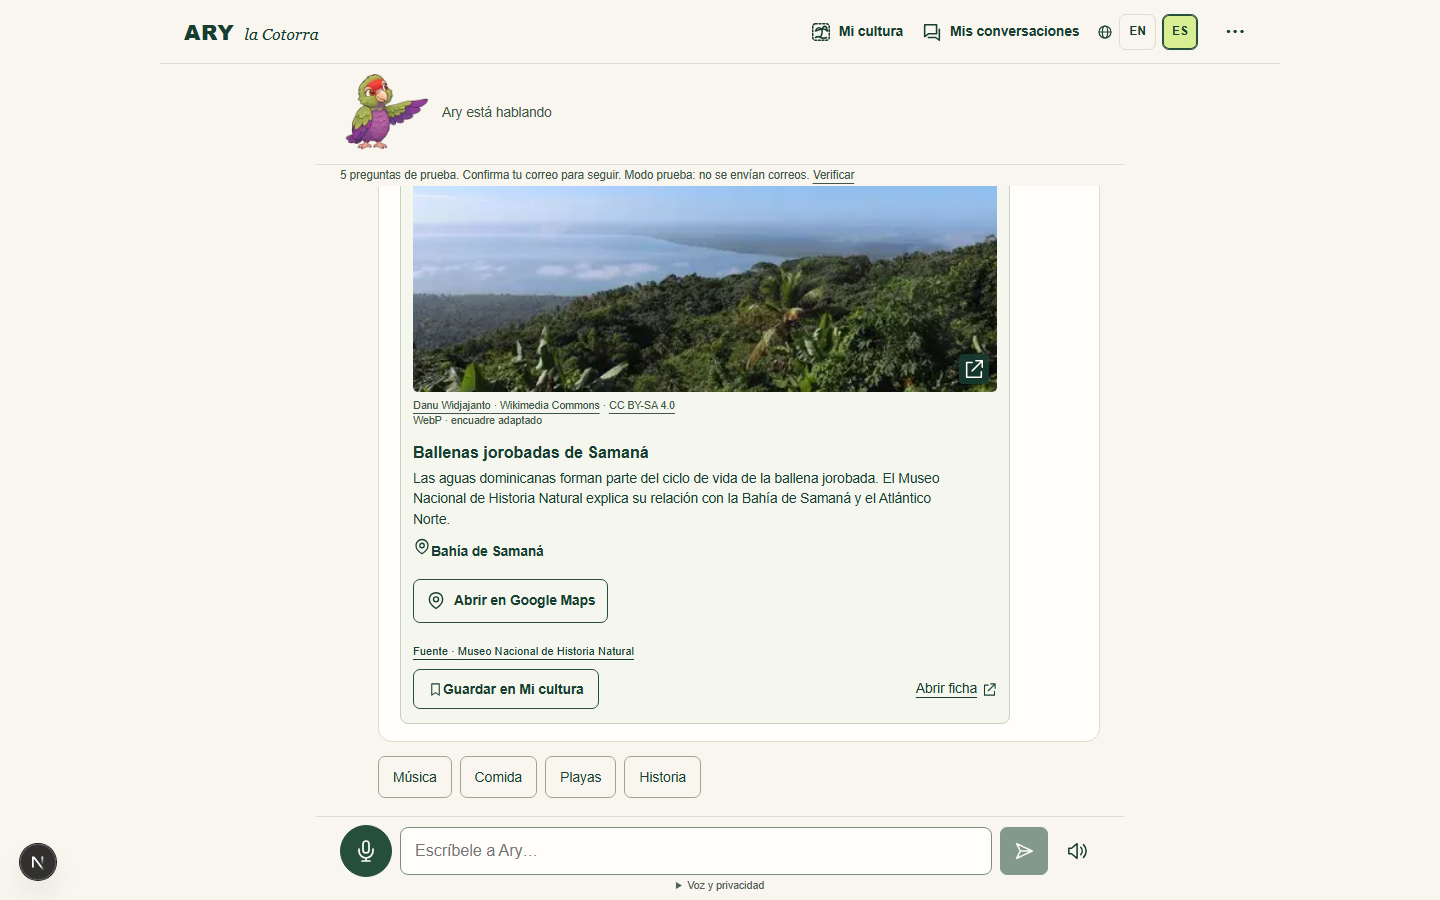 ARY la Cotorra
Mi cultura
Mis conversaciones
EN
ES
Ary está hablando
5 preguntas de prueba. Confirma tu correo para seguir. Modo prueba: no se envían correos. Verificar
Danu Widjajanto · Wikimedia Commons · CC BY-SA 4.0
WebP · encuadre adaptado
Ballenas jorobadas de Samaná
Las aguas dominicanas forman parte del ciclo de vida de la ballena jorobada. El Museo
Nacional de Historia Natural explica su relación con la Bahía de Samaná y el Atlántico
Norte.
Bahía de Samaná
Abrir en Google Maps
Fuente · Museo Nacional de Historia Natural
Guardar en Mi cultura
Abrir ficha
Música
Comida
Playas
Historia
Escríbele a Ary…
N
Voz y privacidad